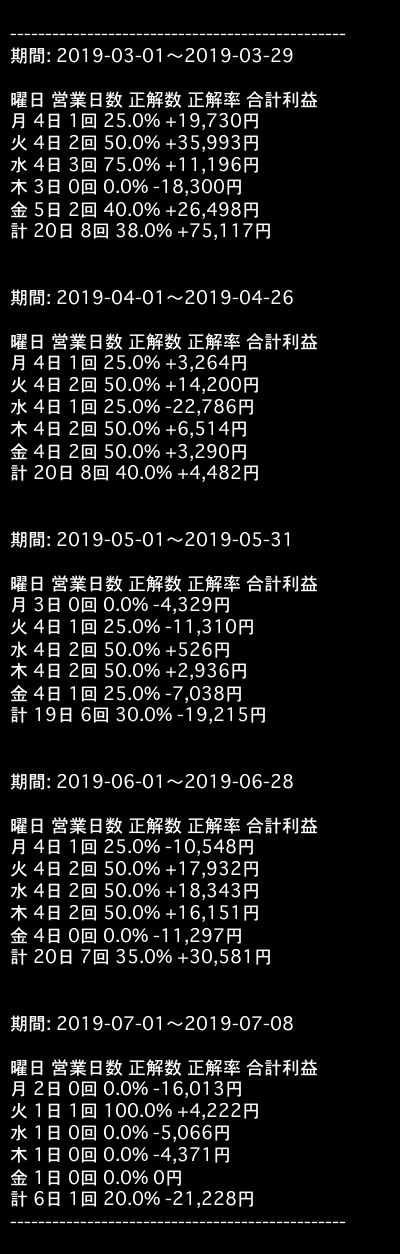 ------------------------------------------------
期間: 2019-03-01〜2019-03-29
曜日 営業日数 正解数 正解率 合計利益
月 4日 1回 25.0% +19,730円
火 4日 2回 50.0% +35,993円
水 4日 3回 75.0% +11,196円
木 3日 0回 0.0% -18,300円
金 5日 2回 40.0% +26,498円
計 20日 8回 38.0% +75,117円
期間: 2019-04-01〜2019-04-26
曜日 営業日数 正解数 正解率 合計利益
月 4日 1回 25.0% +3,264円
火 4日 2回 50.0% +14,200円
水 4日 1回 25.0% -22,786円
木 4日 2回 50.0% +6,514円
金 4日 2回 50.0% +3,290円
計 20日 8回 40.0% +4,482円
期間: 2019-05-01〜2019-05-31
曜日 営業日数 正解数 正解率 合計利益
月 3日 0回 0.0% -4,329円
火 4日 1回 25.0% -11,310円
水 4日 2回 50.0% +526円
木 4日 2回 50.0% +2,936円
金 4日 1回 25.0% -7,038円
計 19日 6回 30.0% -19,215円
期間: 2019-06-01〜2019-06-28
曜日 営業日数 正解数 正解率 合計利益
月 4日 1回 25.0% -10,548円
火 4日 2回 50.0% +17,932円
水 4日 2回 50.0% +18,343円
木 4日 2回 50.0% +16,151円
金 4日 0回 0.0% -11,297円
計 20日 7回 35.0% +30,581円
期間: 2019-07-01〜2019-07-08
曜日 営業日数 正解数 正解率 合計利益
月 2日 0回 0.0% -16,013円
火 1日 1回 100.0% +4,222円
水 1日 0回 0.0% -5,066円
木 1日 0回 0.0% -4,371円
金 1日 0回 0.0% 0円
計 6日 1回 20.0% -21,228円
------------------------------------------------